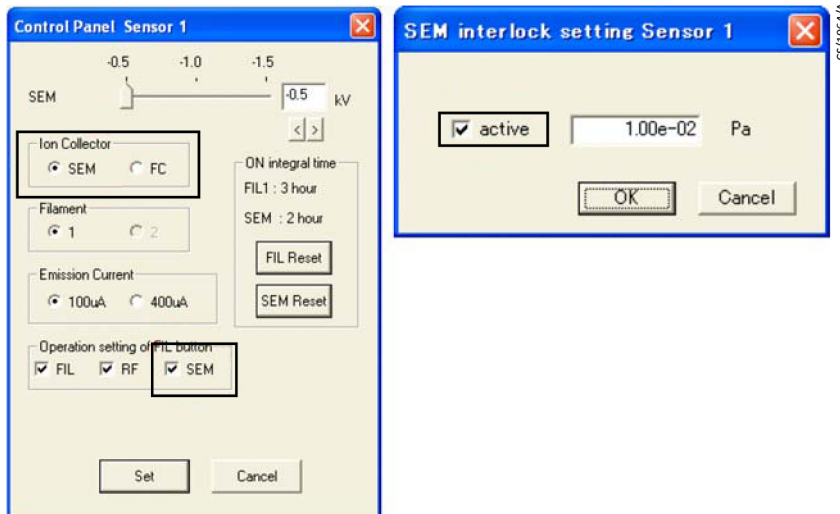 Control Panel Sensor 1
-0.5 -1.0 -1.5
SEM -0.5 kV
< >
Ion Collector
SEM FC
ON integral time
FIL1 : 3 hour
SEM : 2 hour
FIL Reset
SEM Reset
Filament
1 2
Emission Current
100uA 400uA
Operation setting of FIL button
FIL RF SEM
Set Cancel
SEM interlock setting Sensor 1
active 1.00e-02 Pa
OK Cancel